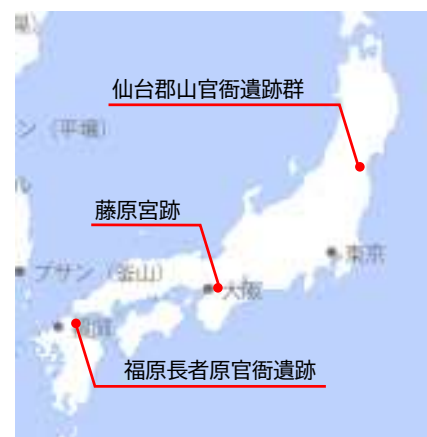 仙台郡山官衙遺跡群
ン（平壌）
藤原宮跡
ル
東京
プサン（釜山）
大阪
福原長者原官衙遺跡